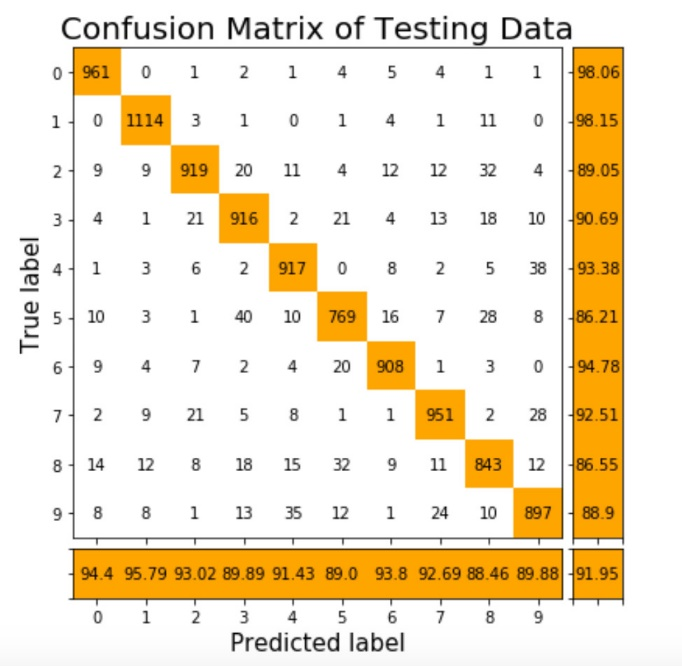 Confusion Matrix of Testing Data
0 961 0 1 2 1 4 5 4 1 1 98.06
1 0 1114 3 1 0 1 4 1 11 0 98.15
2 9 9 919 20 11 4 12 12 32 4 89.05
3 4 1 21 916 2 21 4 13 18 10 90.69
4 1 3 6 2 917 0 8 2 5 38 93.38
5 10 3 1 40 10 769 16 7 28 8 86.21
6 9 4 7 2 4 20 908 1 3 0 94.78
7 2 9 21 5 8 1 1 951 2 28 92.51
8 14 12 8 18 15 32 9 11 843 12 86.55
9 8 8 1 13 35 12 1 24 10 897 88.9
True label
94.4 95.79 93.02 89.89 91.43 89.0 93.8 92.69 88.46 89.88 91.95
0 1 2 3 4 5 6 7 8 9
Predicted label